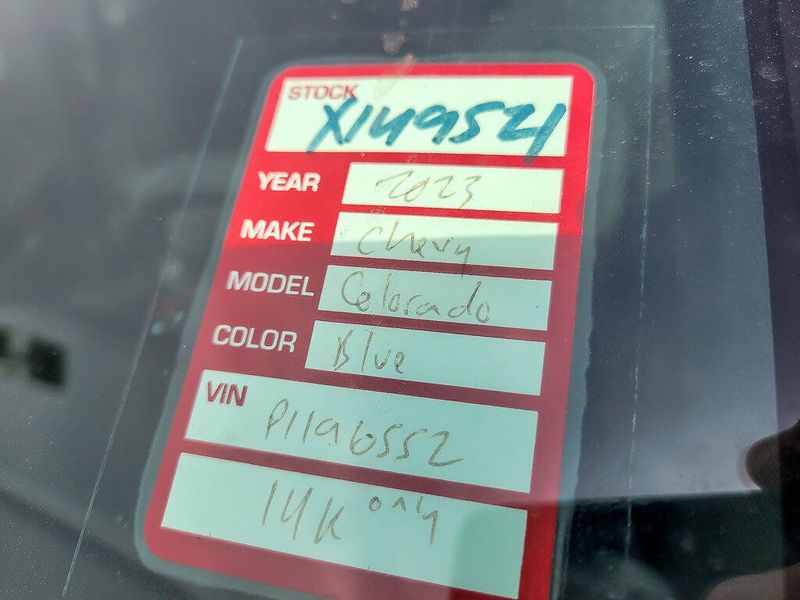 STOCK
X149521
YEAR 2023
MAKE Chevy
MODEL Colorado
COLOR Blue
VIN
P1196552
14K only